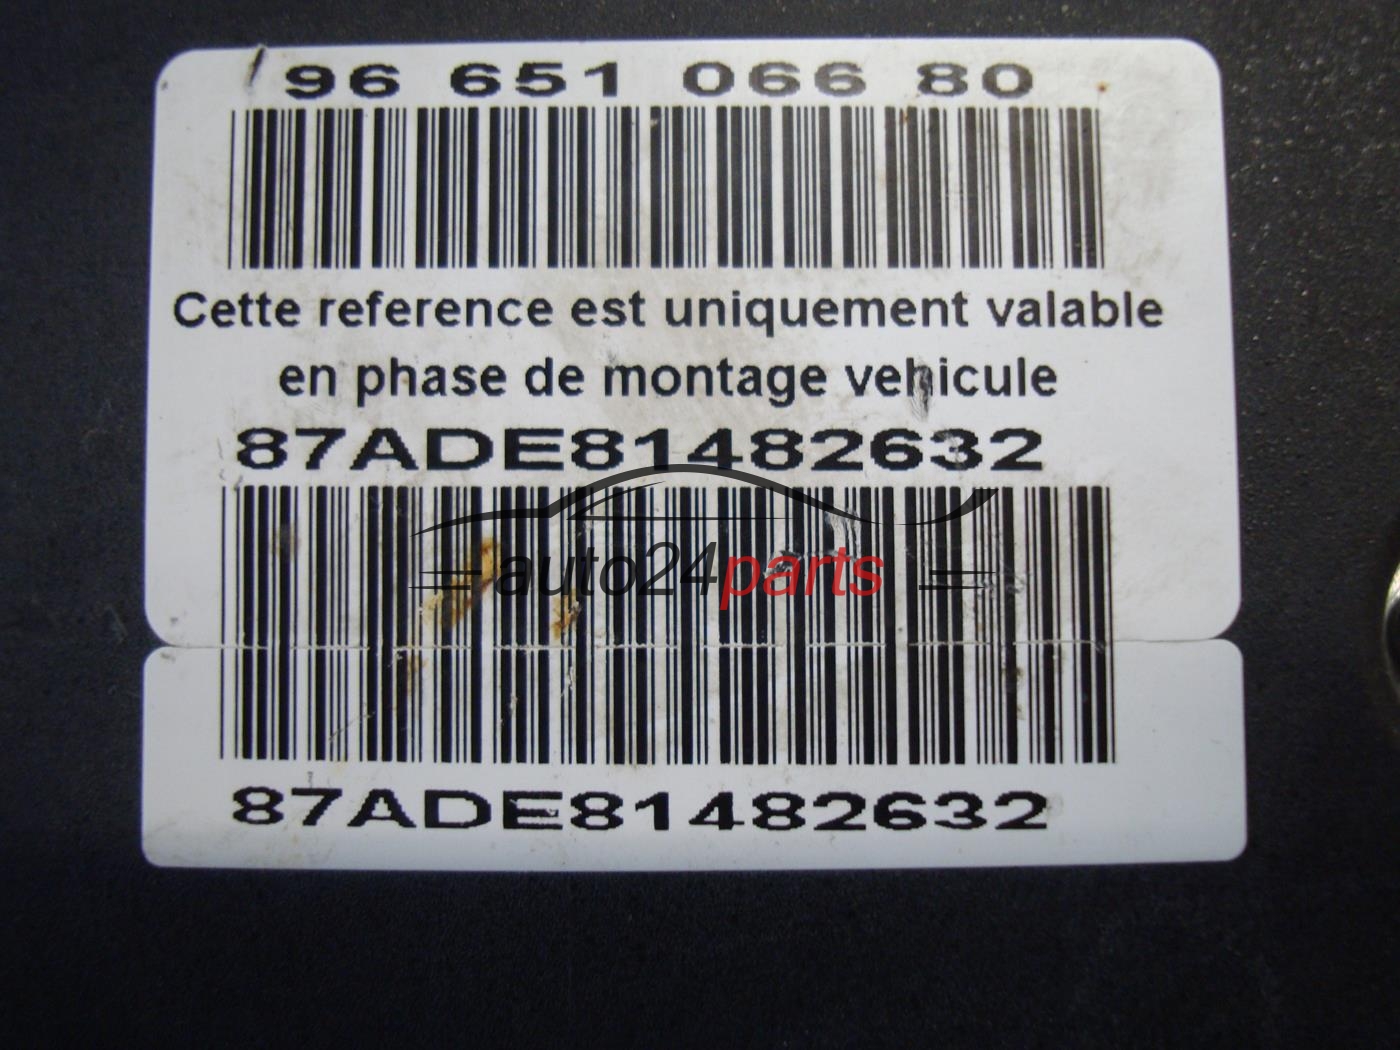 96 651 066 80
Cette reference est uniquement valable
en phase de montage vehicule
87ADE81482632
auto24parts
87ADE81482632